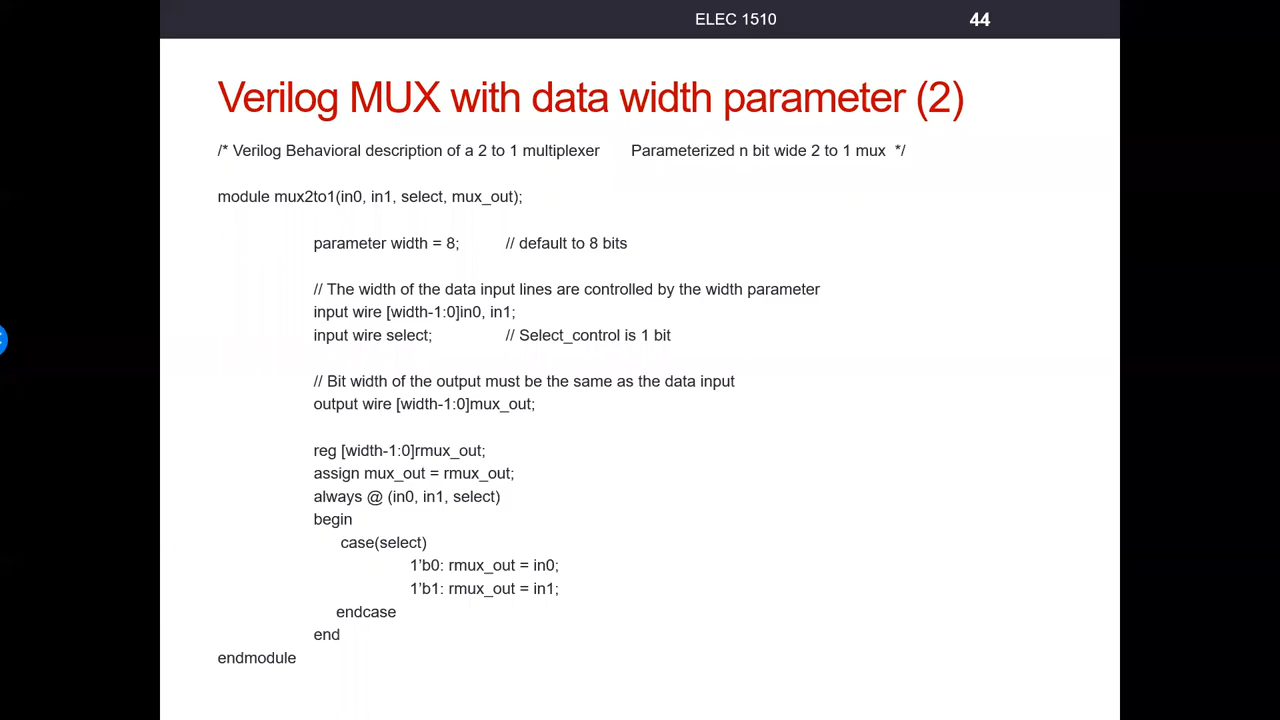 ELEC 1510 44
Verilog MUX with data width parameter (2)
/* Verilog Behavioral description of a 2 to 1 multiplexer Parameterized n bit wide 2 to 1 mux */
module mux2to1(in0, in1, select, mux_out);
parameter width = 8; // default to 8 bits
// The width of the data input lines are controlled by the width parameter
input wire [width-1:0]in0, in1;
input wire select; // Select_control is 1 bit
// Bit width of the output must be the same as the data input
output wire [width-1:0]mux_out;
reg [width-1:0]rmux_out;
assign mux_out = rmux_out;
always @ (in0, in1, select)
begin
case(select)
1'b0: rmux_out = in0;
1'b1: rmux_out = in1;
endcase
end
endmodule